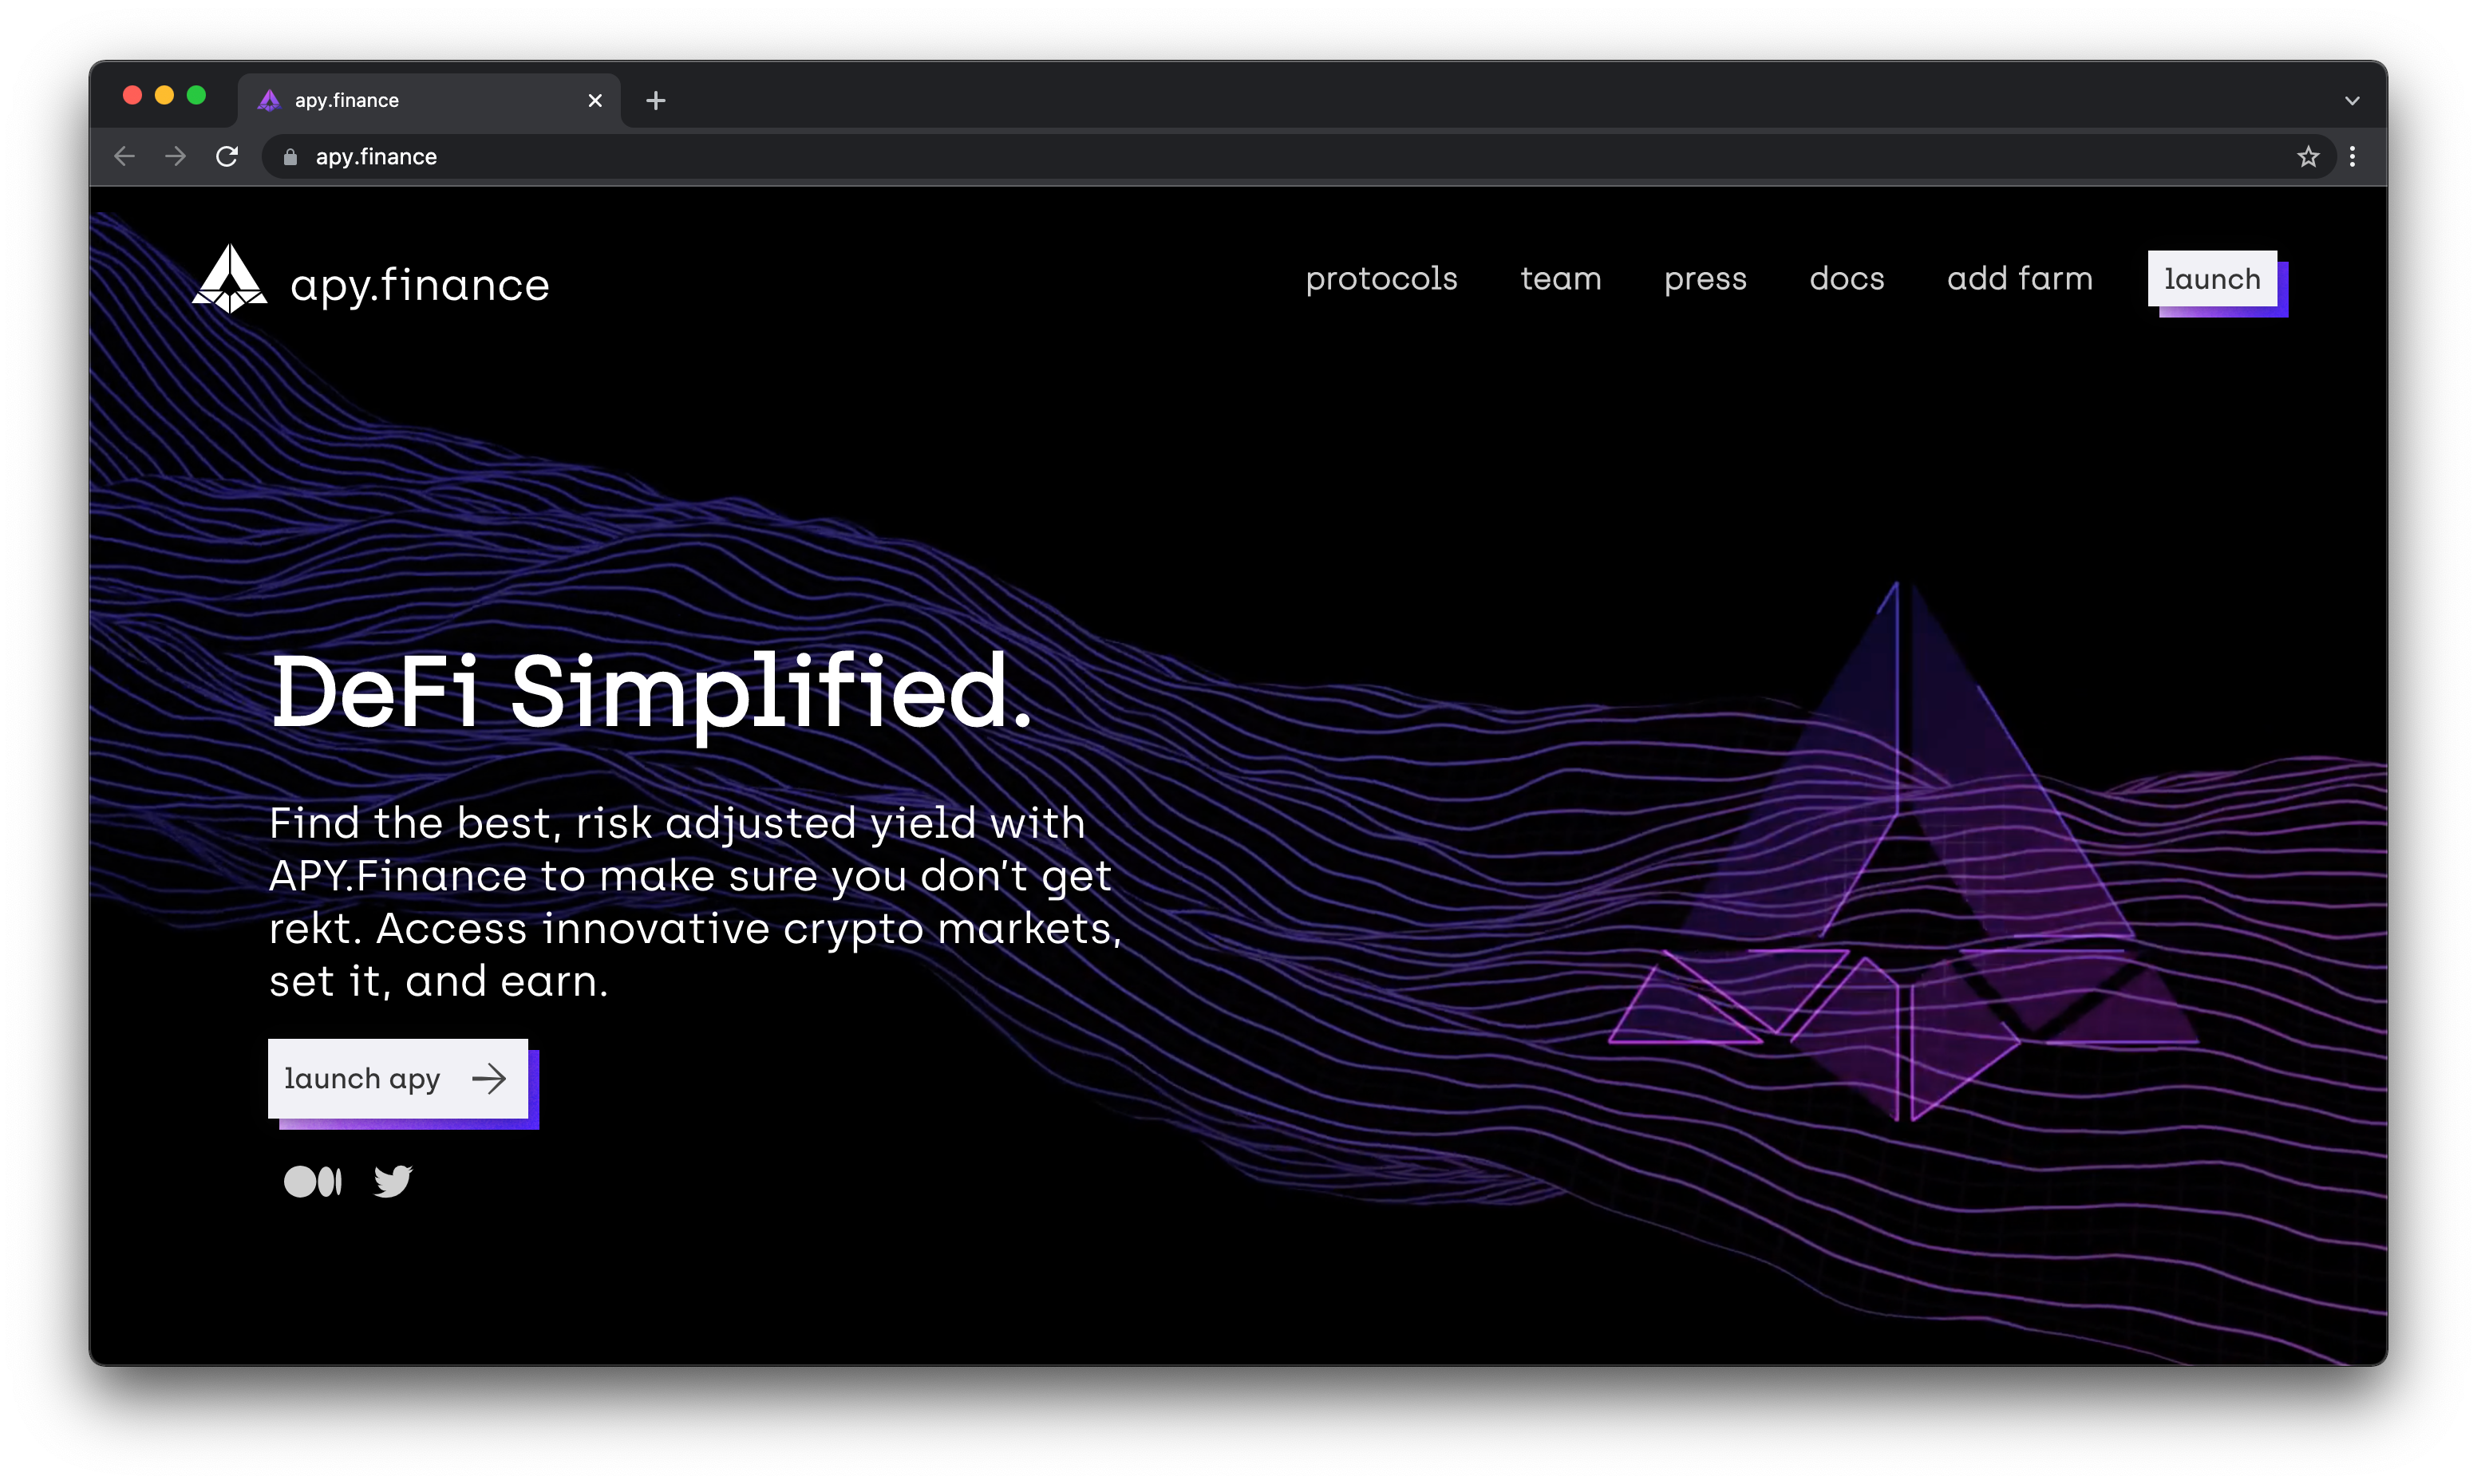 apy.finance
apy.finance
apy.finance
protocols team press docs add farm launch
DeFi Simplified.
Find the best, risk adjusted yield with
APY.Finance to make sure you don’t get
rekt. Access innovative crypto markets,
set it, and earn.
launch apy